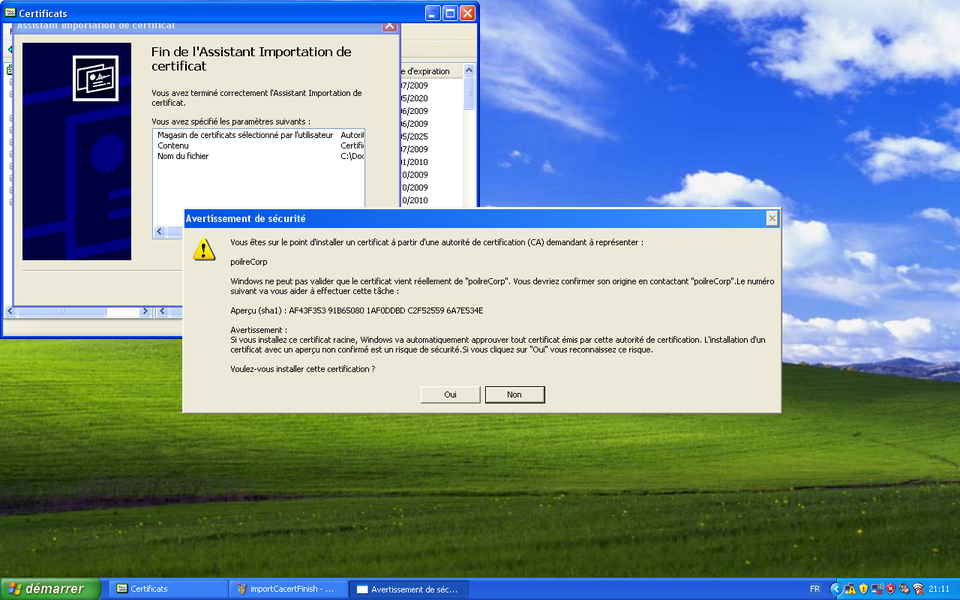 Certificats
Assistant Importation de certificat
Fin de l'Assistant Importation de
certificat
Vous avez terminé correctement l'Assistant Importation de
certificat.
Vous avez spécifié les paramètres suivants :
Magasin de certificats sélectionné par l'utilisateur Autorit
Contenu Certifi
Nom du fichier C:\Doc
e d'expiration
07/2009
05/2020
06/2009
06/2009
05/2025
07/2009
01/2010
10/2009
10/2009
10/2010
Avertissement de sécurité
Vous êtes sur le point d'installer un certificat à partir d'une autorité de certification (CA) demandant à représenter :
poilreCorp
Windows ne peut pas valider que le certificat vient réellement de "poilreCorp". Vous devriez confirmer son origine en contactant "poilreCorp".Le numéro
suivant va vous aider à effectuer cette tâche :
Aperçu (sha1) : AF43F353 91B65080 1AF0DDBD C2F52559 6A7E534E
Avertissement :
Si vous installez ce certificat racine, Windows va automatiquement approuver tout certificat émis par cette autorité de certification. L'installation d'un
certificat avec un aperçu non confirmé est un risque de sécurité.Si vous cliquez sur "Oui" vous reconnaissez ce risque.
Voulez-vous installer cette certification ?
Oui Non
démarrer Certificats importCacertFinish - ... Avertissement de séc... FR 21:11